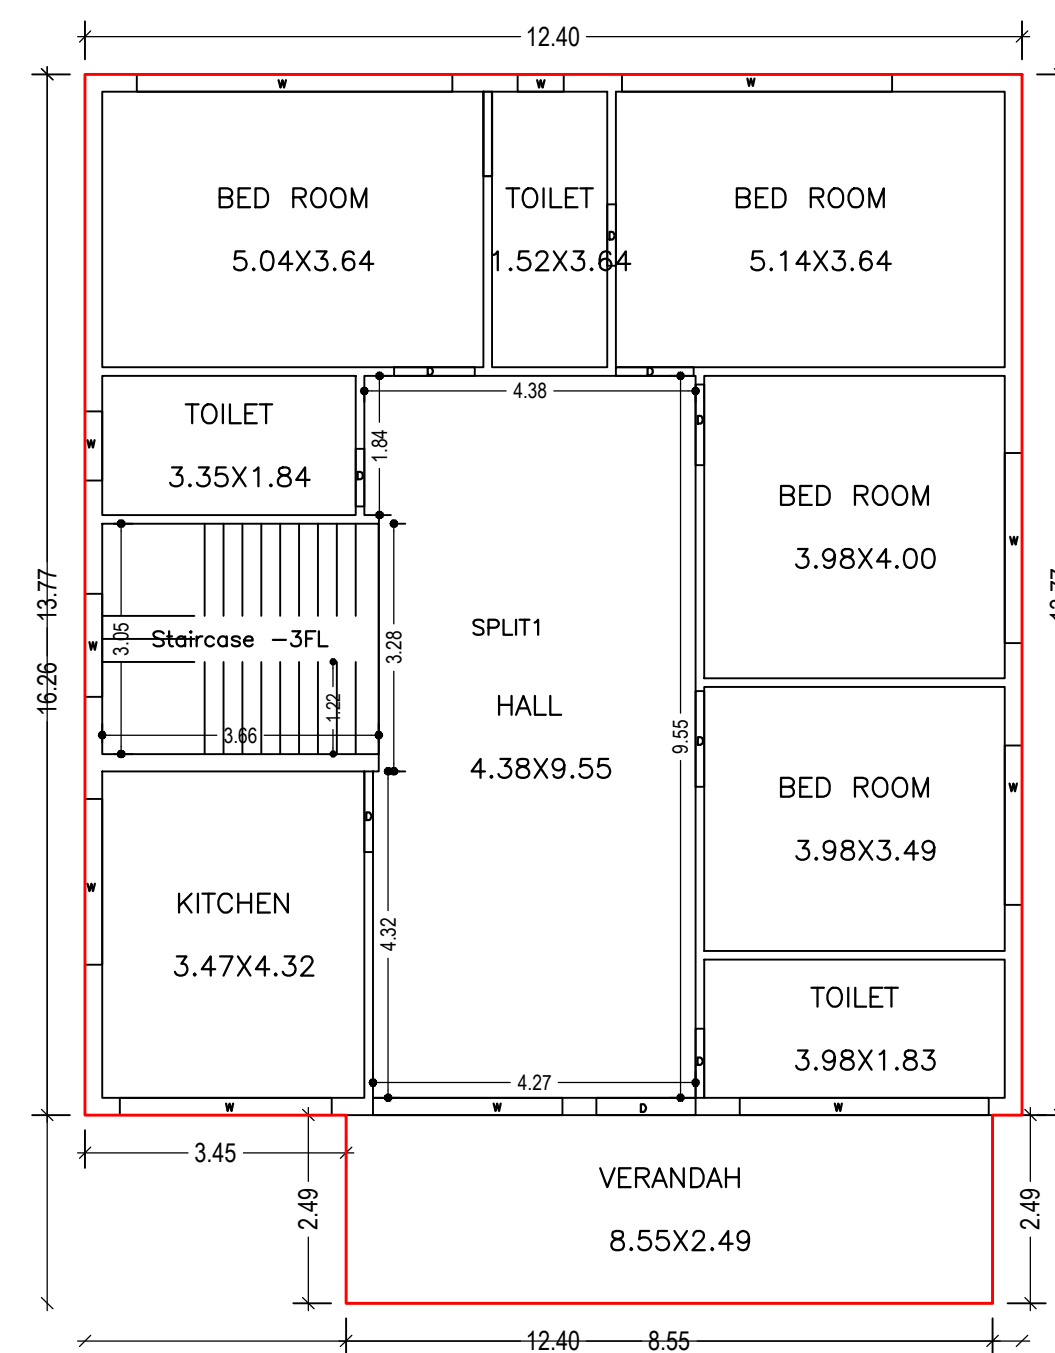 12.40
W
W
W
BED ROOM
TOILET
BED ROOM
D
5.04X3.64
1.52X3.64
5.14X3.64
D
D
4.38
TOILET
D
W
1.84
3.35X1.84
D
BED ROOM
W
3.98X4.00
13.77
SPLIT1
3.05
Staircase -3FL
W
3.28
16.26
1.22
HALL
3.66
9.55
D
4.38X9.55
BED ROOM
W
D
3.98X3.49
W
KITCHEN
4.32
3.47X4.32
TOILET
3.98X1.83
D
4.27
W
W
D
W
3.45
VERANDAH
2.49
2.49
8.55X2.49
12.40
8.55